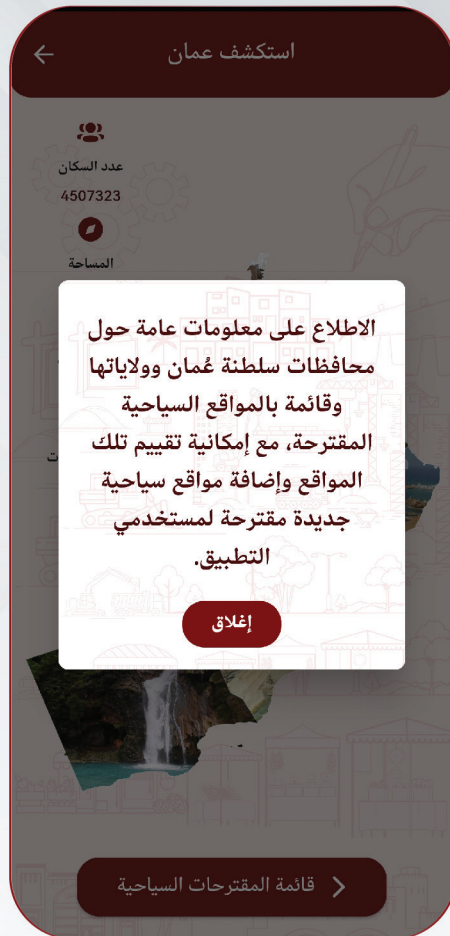 استكشف عمان
عدد السكان
4507323
المساحة
الاطلاع على معلومات عامة حول
محافظات سلطنة عُمان وولاياتها
وقائمة بالمواقع السياحية
المقترحة، مع إمكانية تقييم تلك
المواقع وإضافة مواقع سياحية
جديدة مقترحة لمستخدمي
التطبيق.
إغلاق
قائمة المقترحات السياحية